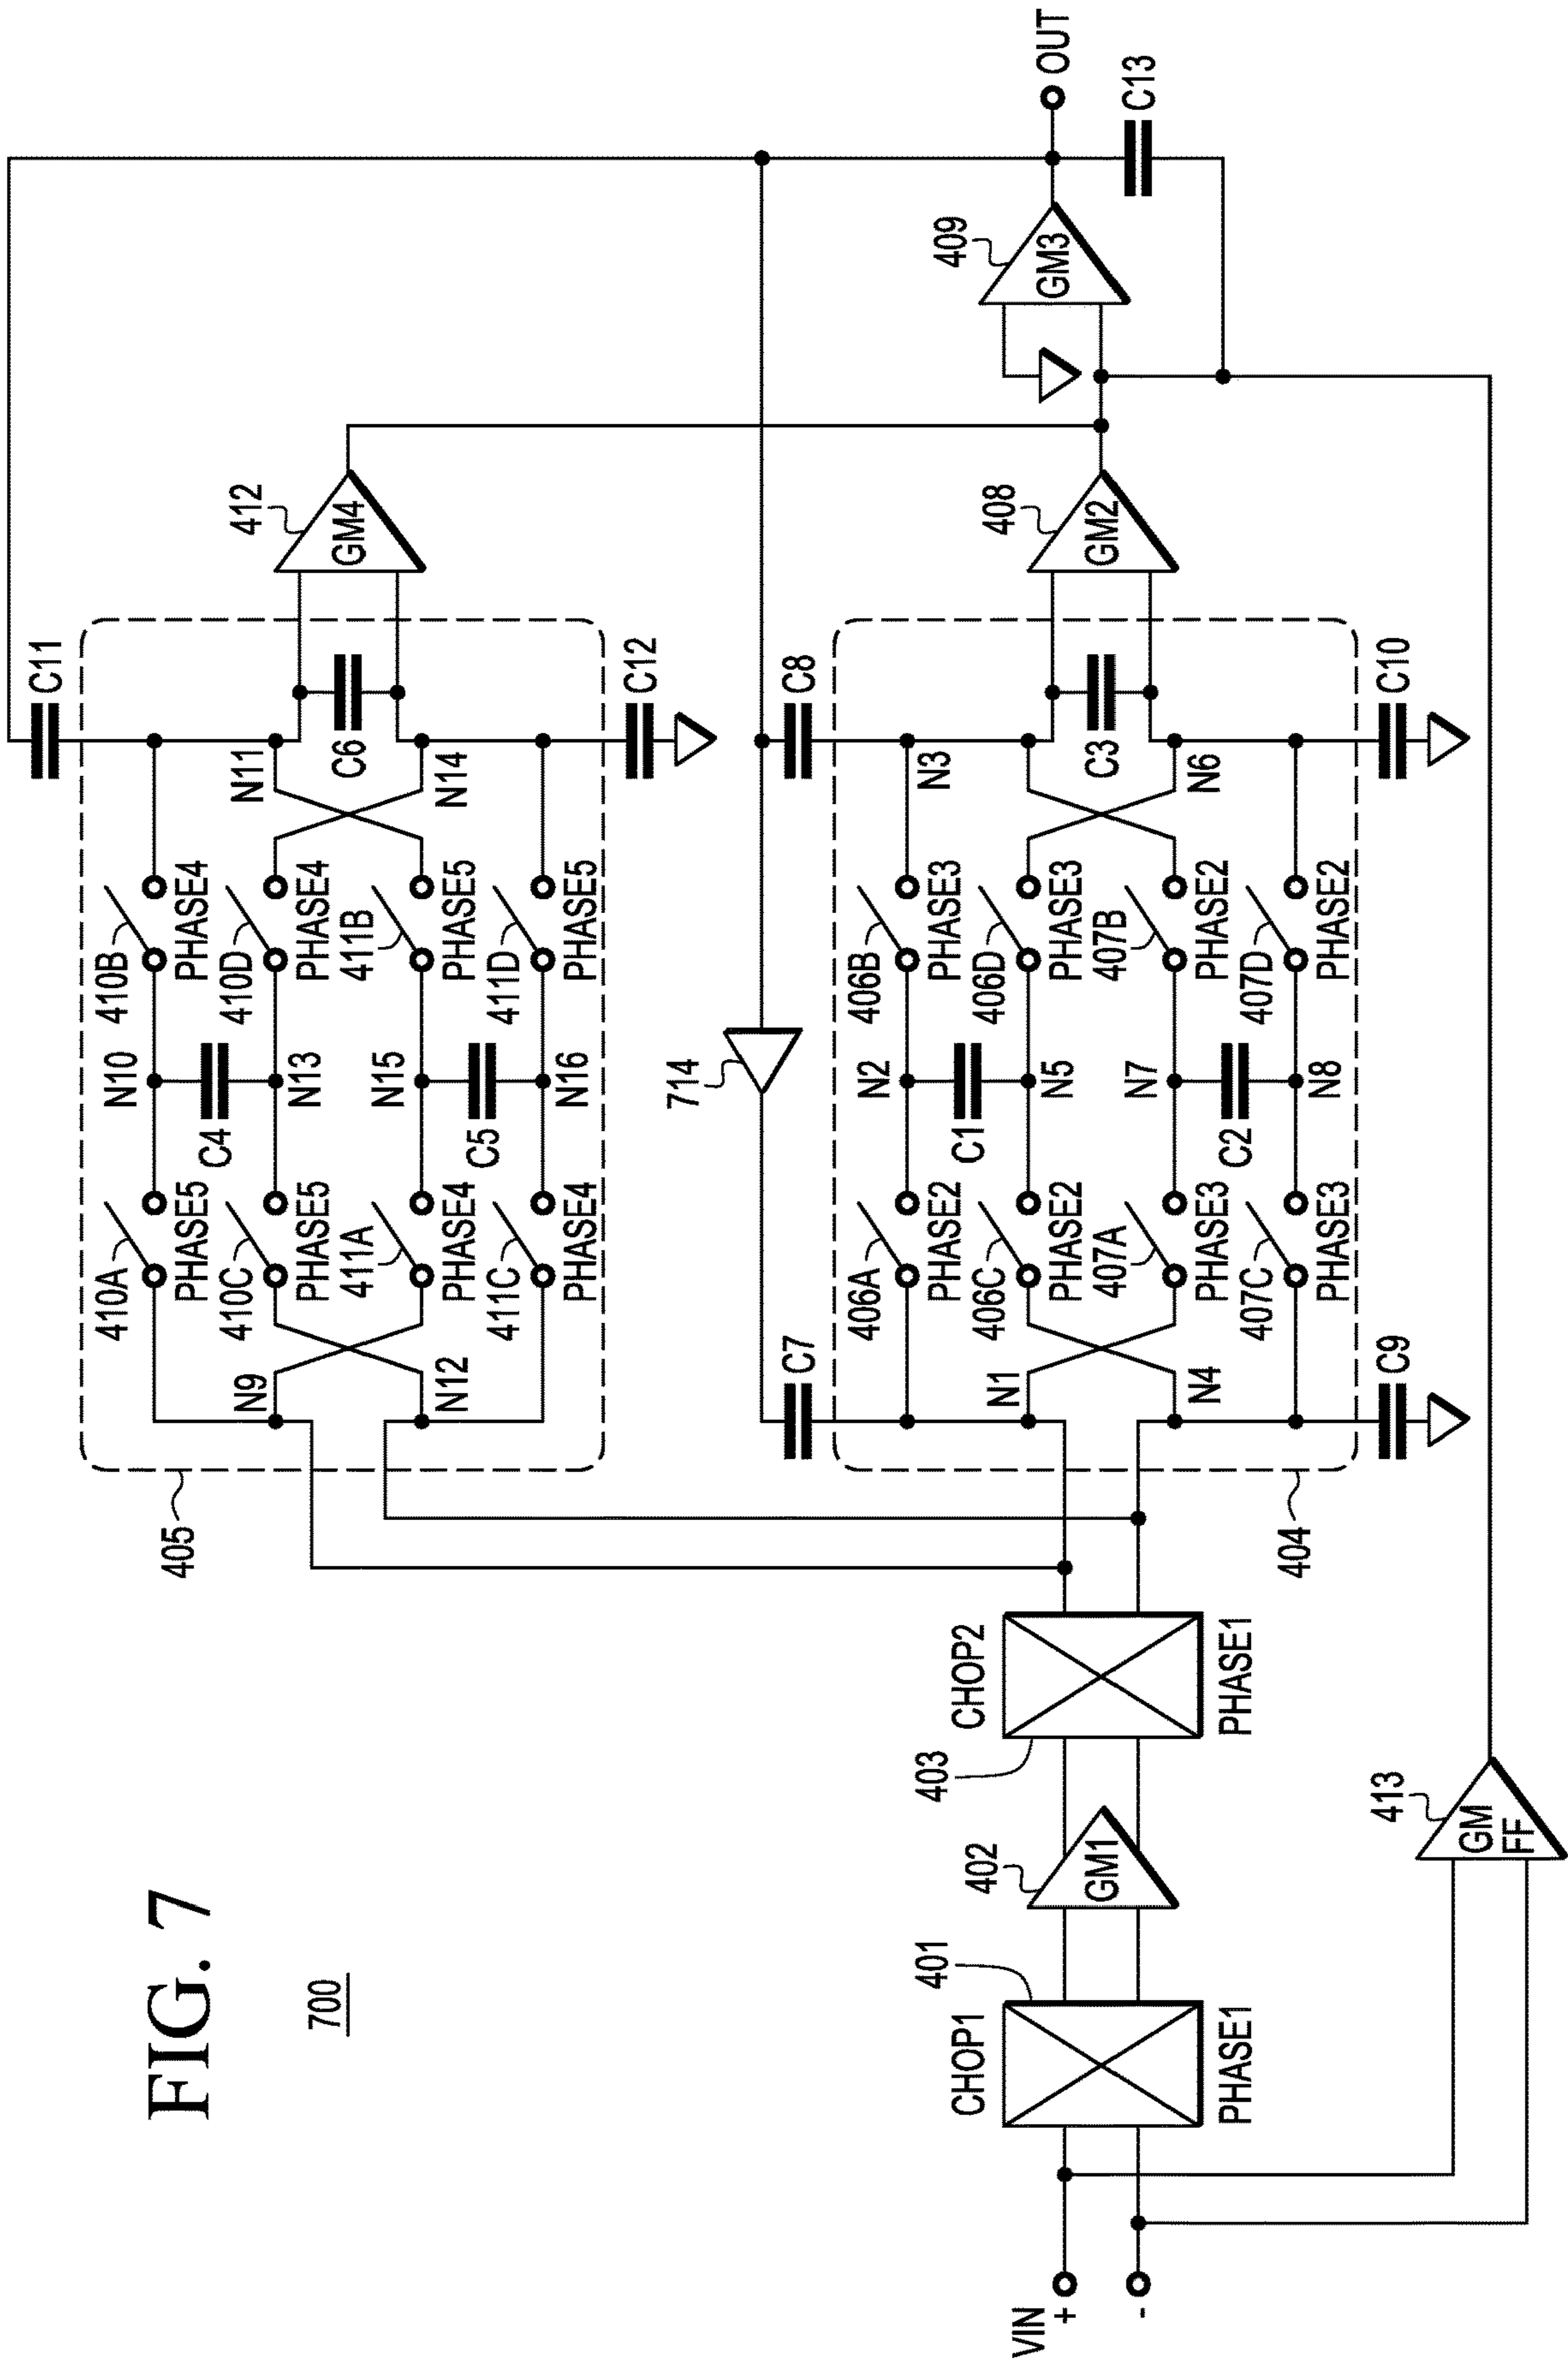 FIG. 7
700
C11
410A
PHASE5
N10
410B
PHASE4
410C
PHASE5
C4
N13
410D
PHASE4
N11
N9
411A
PHASE4
N15
411B
PHASE5
C6
412
GM4
N12
411C
PHASE4
C5
N16
411D
PHASE5
N14
405
C12
714
C7
C8
406A
PHASE2
N2
406B
PHASE3
N3
N1
406C
PHASE2
C1
N5
406D
PHASE3
N4
407A
PHASE3
N7
407B
PHASE2
C3
N6
407C
PHASE3
C2
N8
407D
PHASE2
404
C9
C10
408
GM2
409
GM3
OUT
C13
VIN
+
-
CHOP1
401
PHASE1
402
GM1
CHOP2
403
PHASE1
413
GM
FF